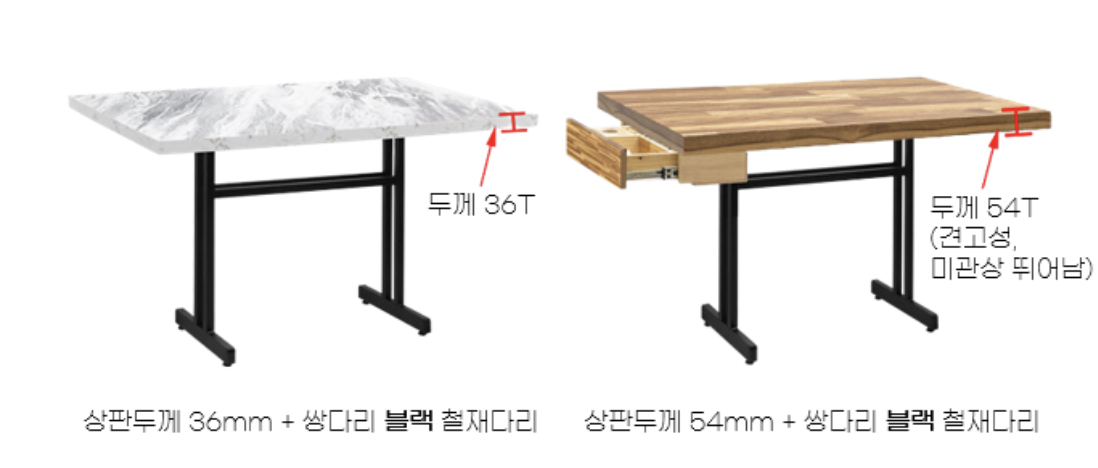 두께 36T
두께 54T
(견고성,
미관상 뛰어남)
상판두께 36mm + 쌍다리 블랙 철재다리
상판두께 54mm + 쌍다리 블랙 철재다리